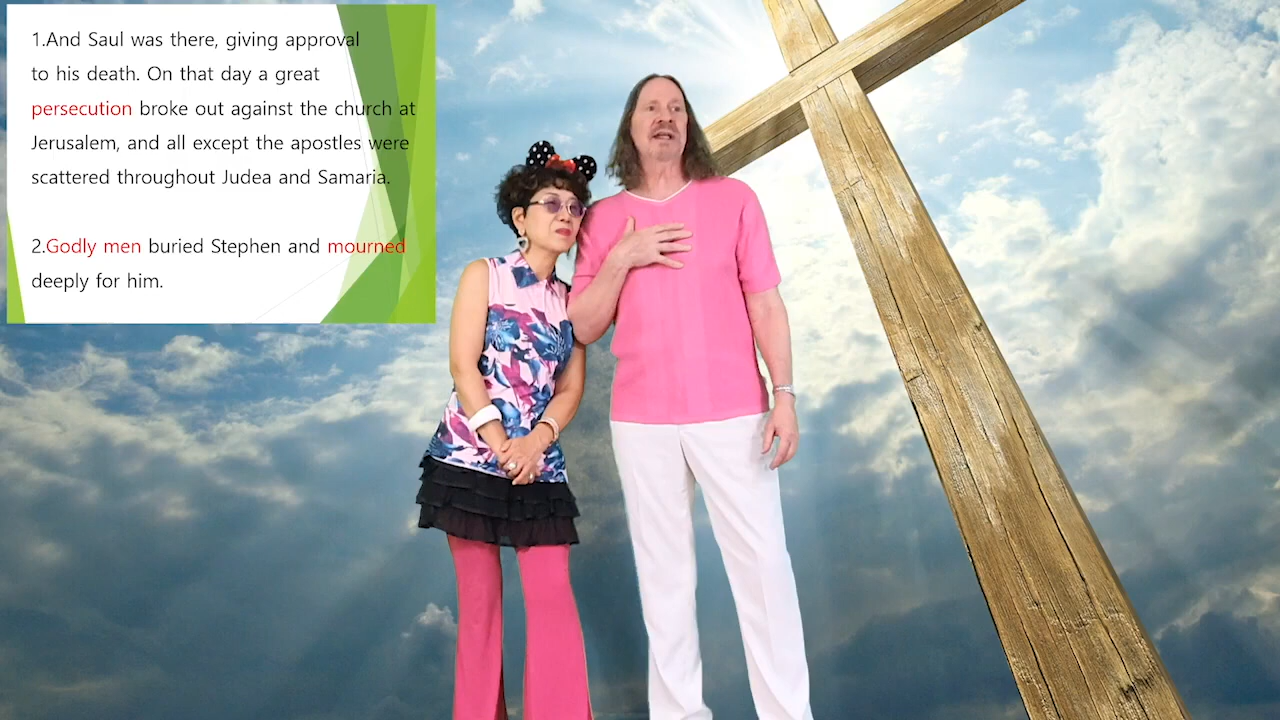 1.And Saul was there, giving approval
to his death. On that day a great
persecution broke out against the church at
Jerusalem, and all except the apostles were
scattered throughout Judea and Samaria.
2.Godly men buried Stephen and mourned
deeply for him.